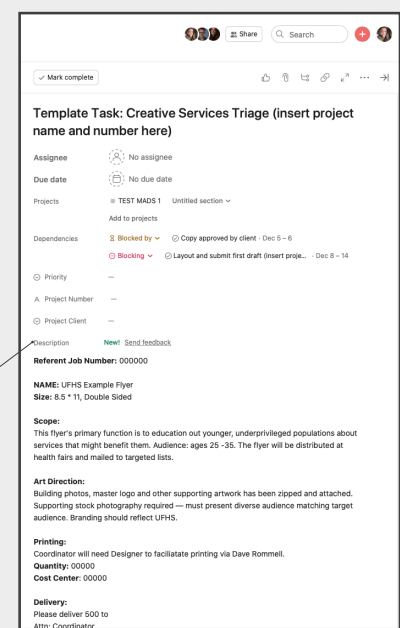 Share
Search
Mark complete
Template Task: Creative Services Triage (insert project
name and number here)
Assignee No assignee
Due date No due date
Projects TEST MADS 1 Untitled section
Add to projects
Dependencies Blocked by Copy approved by client · Dec 5 – 6
Blocking Layout and submit first draft (insert proje... · Dec 8 – 14
Priority —
A Project Number —
Project Client —
Description New! Send feedback
Referent Job Number: 000000
NAME: UFHS Example Flyer
Size: 8.5 * 11, Double Sided
Scope:
This flyer's primary function is to education out younger, underprivileged populations about
services that might benefit them. Audience: ages 25 -35. The flyer will be distributed at
health fairs and mailed to targeted lists.
Art Direction:
Building photos, master logo and other supporting artwork has been zipped and attached.
Supporting stock photography required — must present diverse audience matching target
audience. Branding should reflect UFHS.
Printing:
Coordinator will need Designer to faciliatate printing via Dave Rommell.
Quantity: 00000
Cost Center: 00000
Delivery:
Please deliver 500 to
Attn: Coordinator